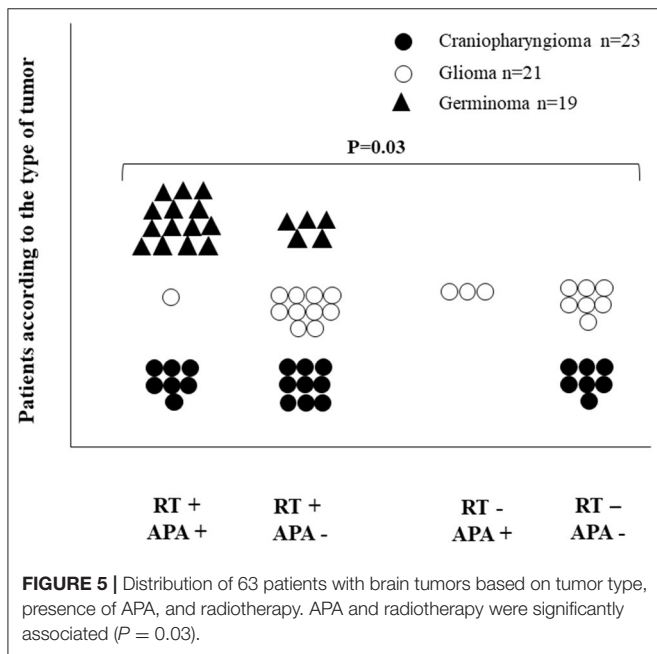 Craniopharyngioma n=23
Glioma n=21
Germinoma n=19
P=0.03
Patients according to the type of tumor
RT +
APA +
RT +
APA -
RT -
APA +
RT –
APA -
FIGURE 5 | Distribution of 63 patients with brain tumors based on tumor type,
presence of APA, and radiotherapy. APA and radiotherapy were significantly
associated (P = 0.03).